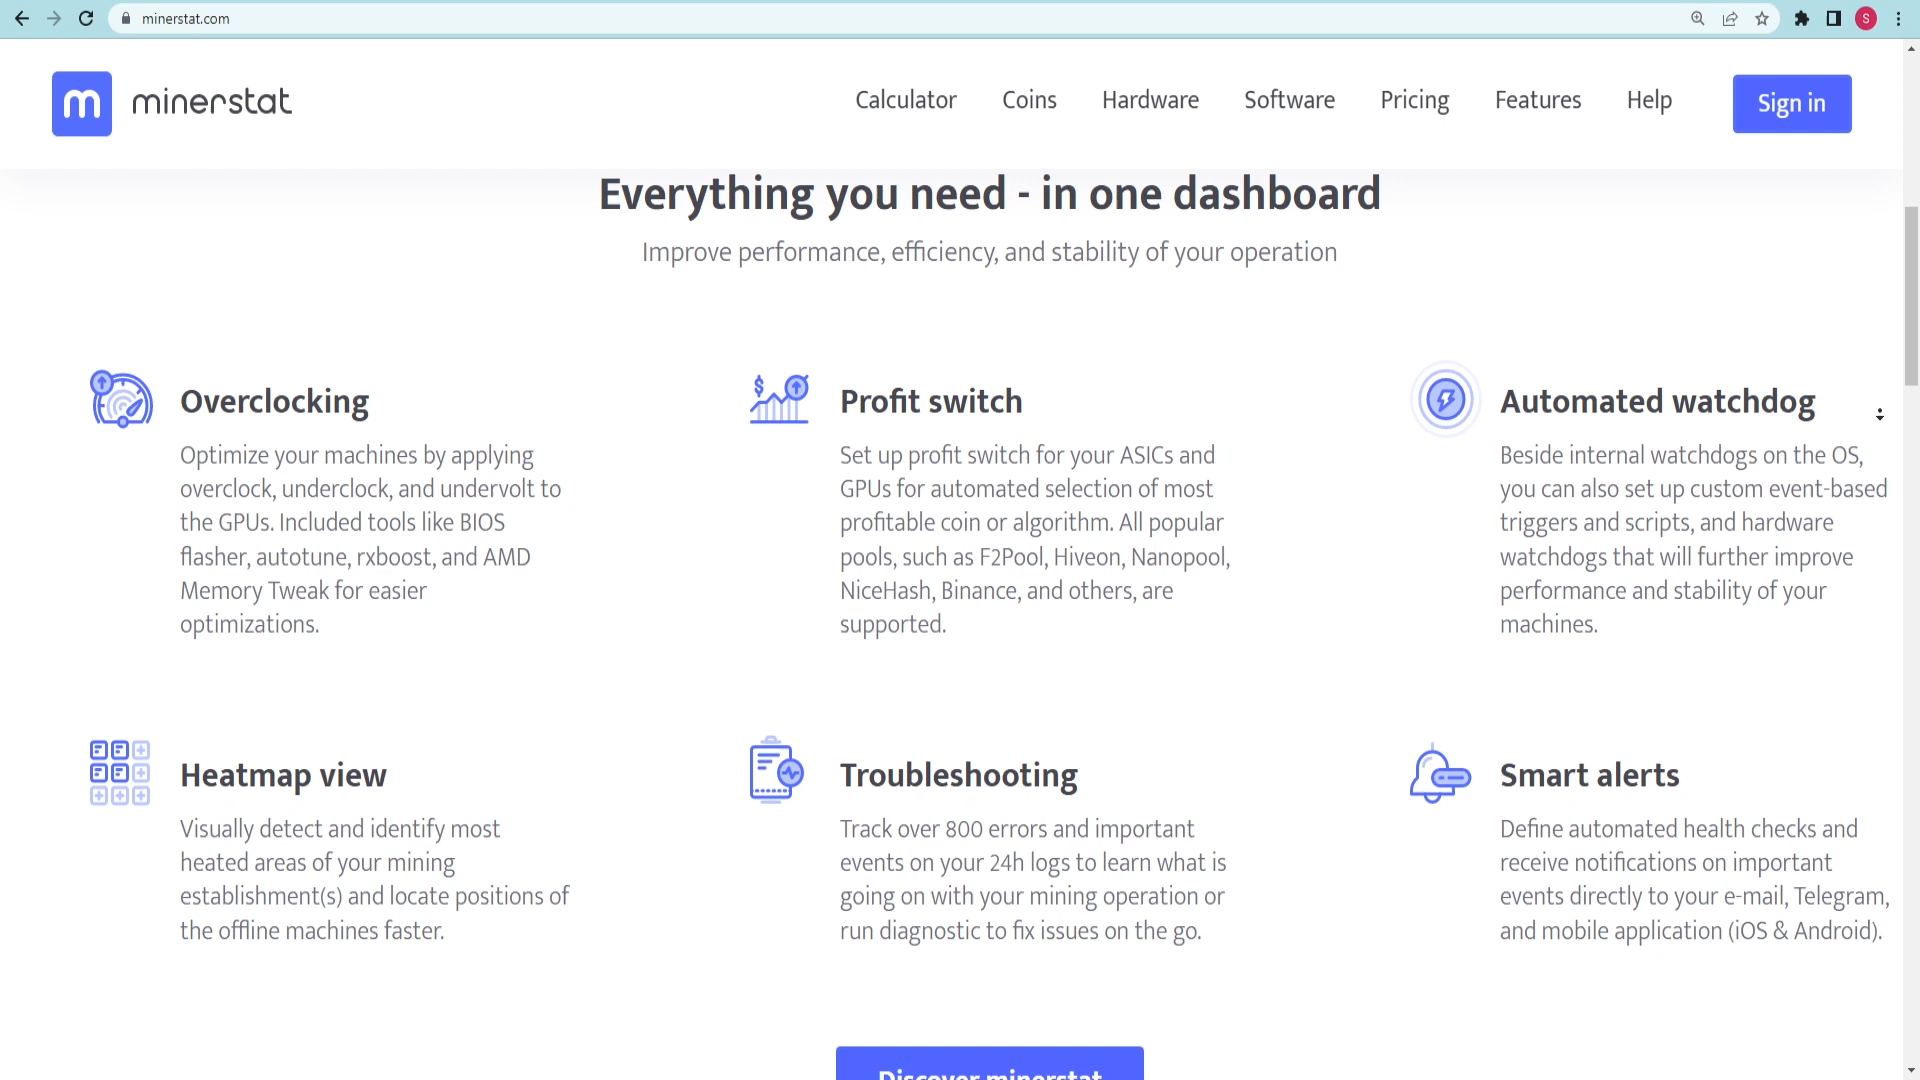 minerstat.com
S
m minerstat
Calculator Coins Hardware Software Pricing Features Help Sign in
Everything you need - in one dashboard
Improve performance, efficiency, and stability of your operation
Overclocking
Optimize your machines by applying
overclock, underclock, and undervolt to
the GPUs. Included tools like BIOS
flasher, autotune, rxboost, and AMD
Memory Tweak for easier
optimizations.
Profit switch
Set up profit switch for your ASICs and
GPUs for automated selection of most
profitable coin or algorithm. All popular
pools, such as F2Pool, Hiveon, Nanopool,
NiceHash, Binance, and others, are
supported.
Automated watchdog
Beside internal watchdogs on the OS,
you can also set up custom event-based
triggers and scripts, and hardware
watchdogs that will further improve
performance and stability of your
machines.
Heatmap view
Visually detect and identify most
heated areas of your mining
establishment(s) and locate positions of
the offline machines faster.
Troubleshooting
Track over 800 errors and important
events on your 24h logs to learn what is
going on with your mining operation or
run diagnostic to fix issues on the go.
Smart alerts
Define automated health checks and
receive notifications on important
events directly to your e-mail, Telegram,
and mobile application (iOS & Android).
Discover minerstat